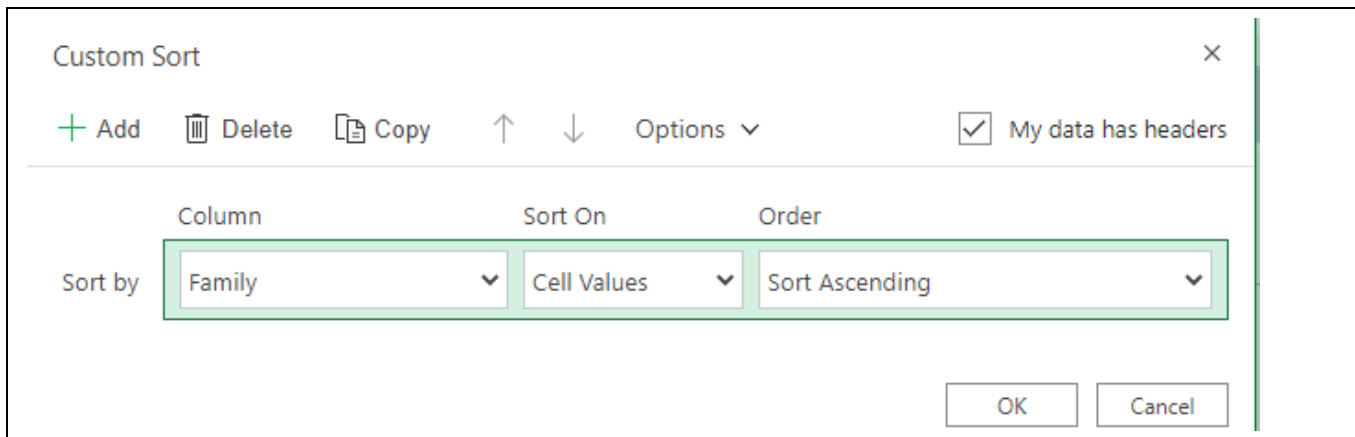 Custom Sort
Add Delete Copy Options My data has headers
Column Sort On Order
Sort by Family Cell Values Sort Ascending
OK Cancel